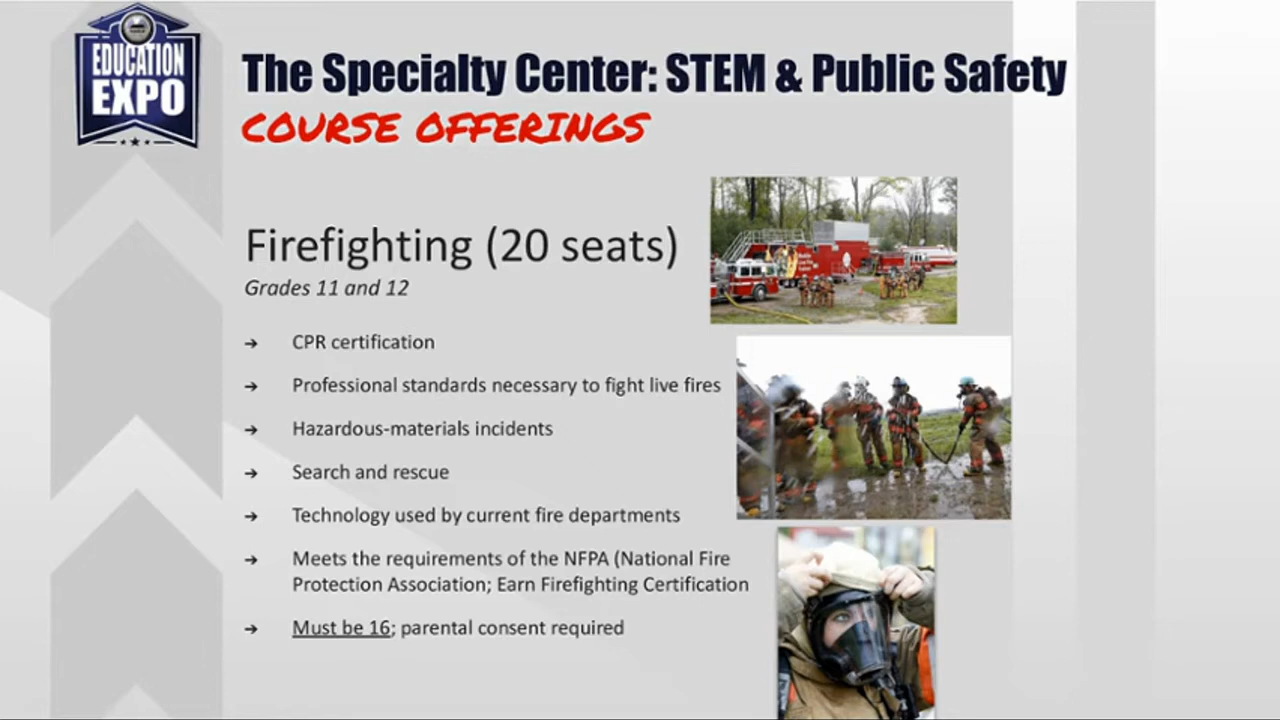 EDUCATION
EXPO
The Specialty Center: STEM & Public Safety
COURSE OFFERINGS
Firefighting (20 seats)
Grades 11 and 12
➔ CPR certification
➔ Professional standards necessary to fight live fires
➔ Hazardous-materials incidents
➔ Search and rescue
➔ Technology used by current fire departments
➔ Meets the requirements of the NFPA (National Fire
Protection Association; Earn Firefighting Certification
➔ Must be 16; parental consent required